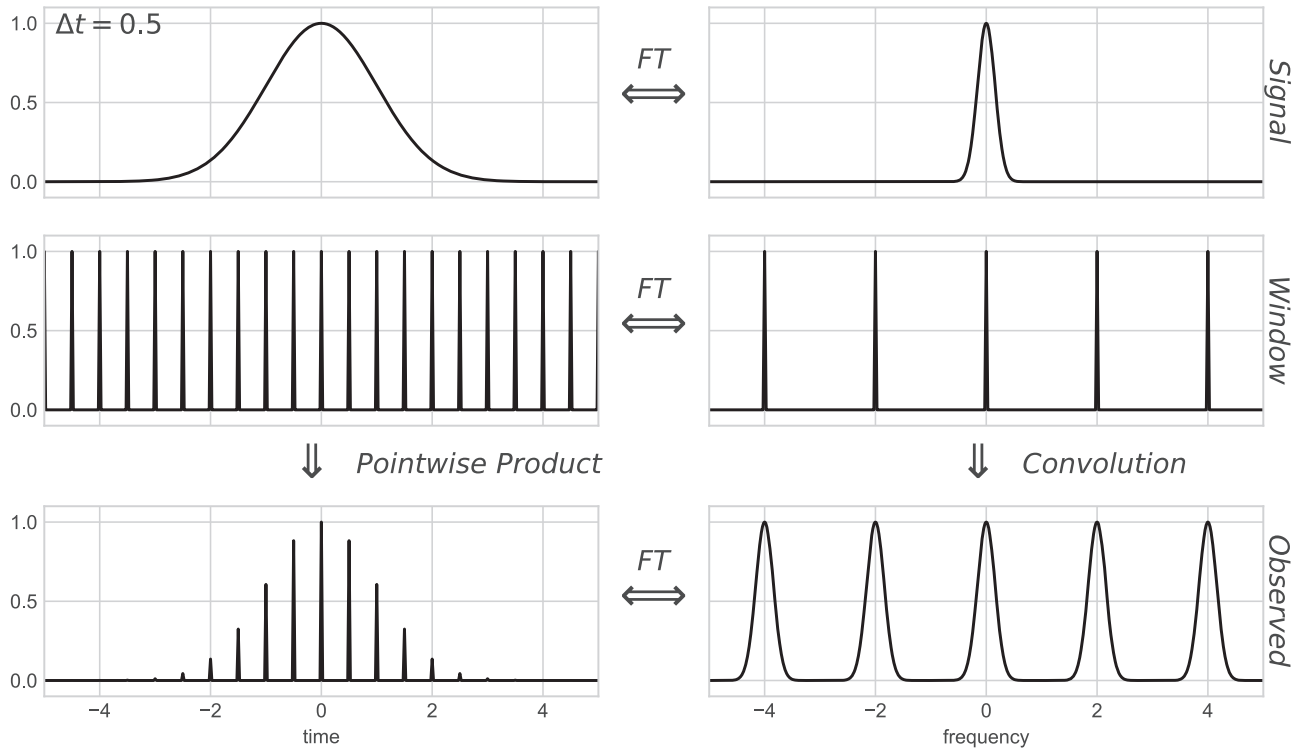 Δt = 0.5
1.0
0.5
0.0
FT
⟺
Signal
1.0
0.5
0.0
FT
⟺
Window
⇓ Pointwise Product
⇓ Convolution
1.0
0.5
0.0
−4 −2 0 2 4
time
FT
⟺
−4 −2 0 2 4
frequency
Observed